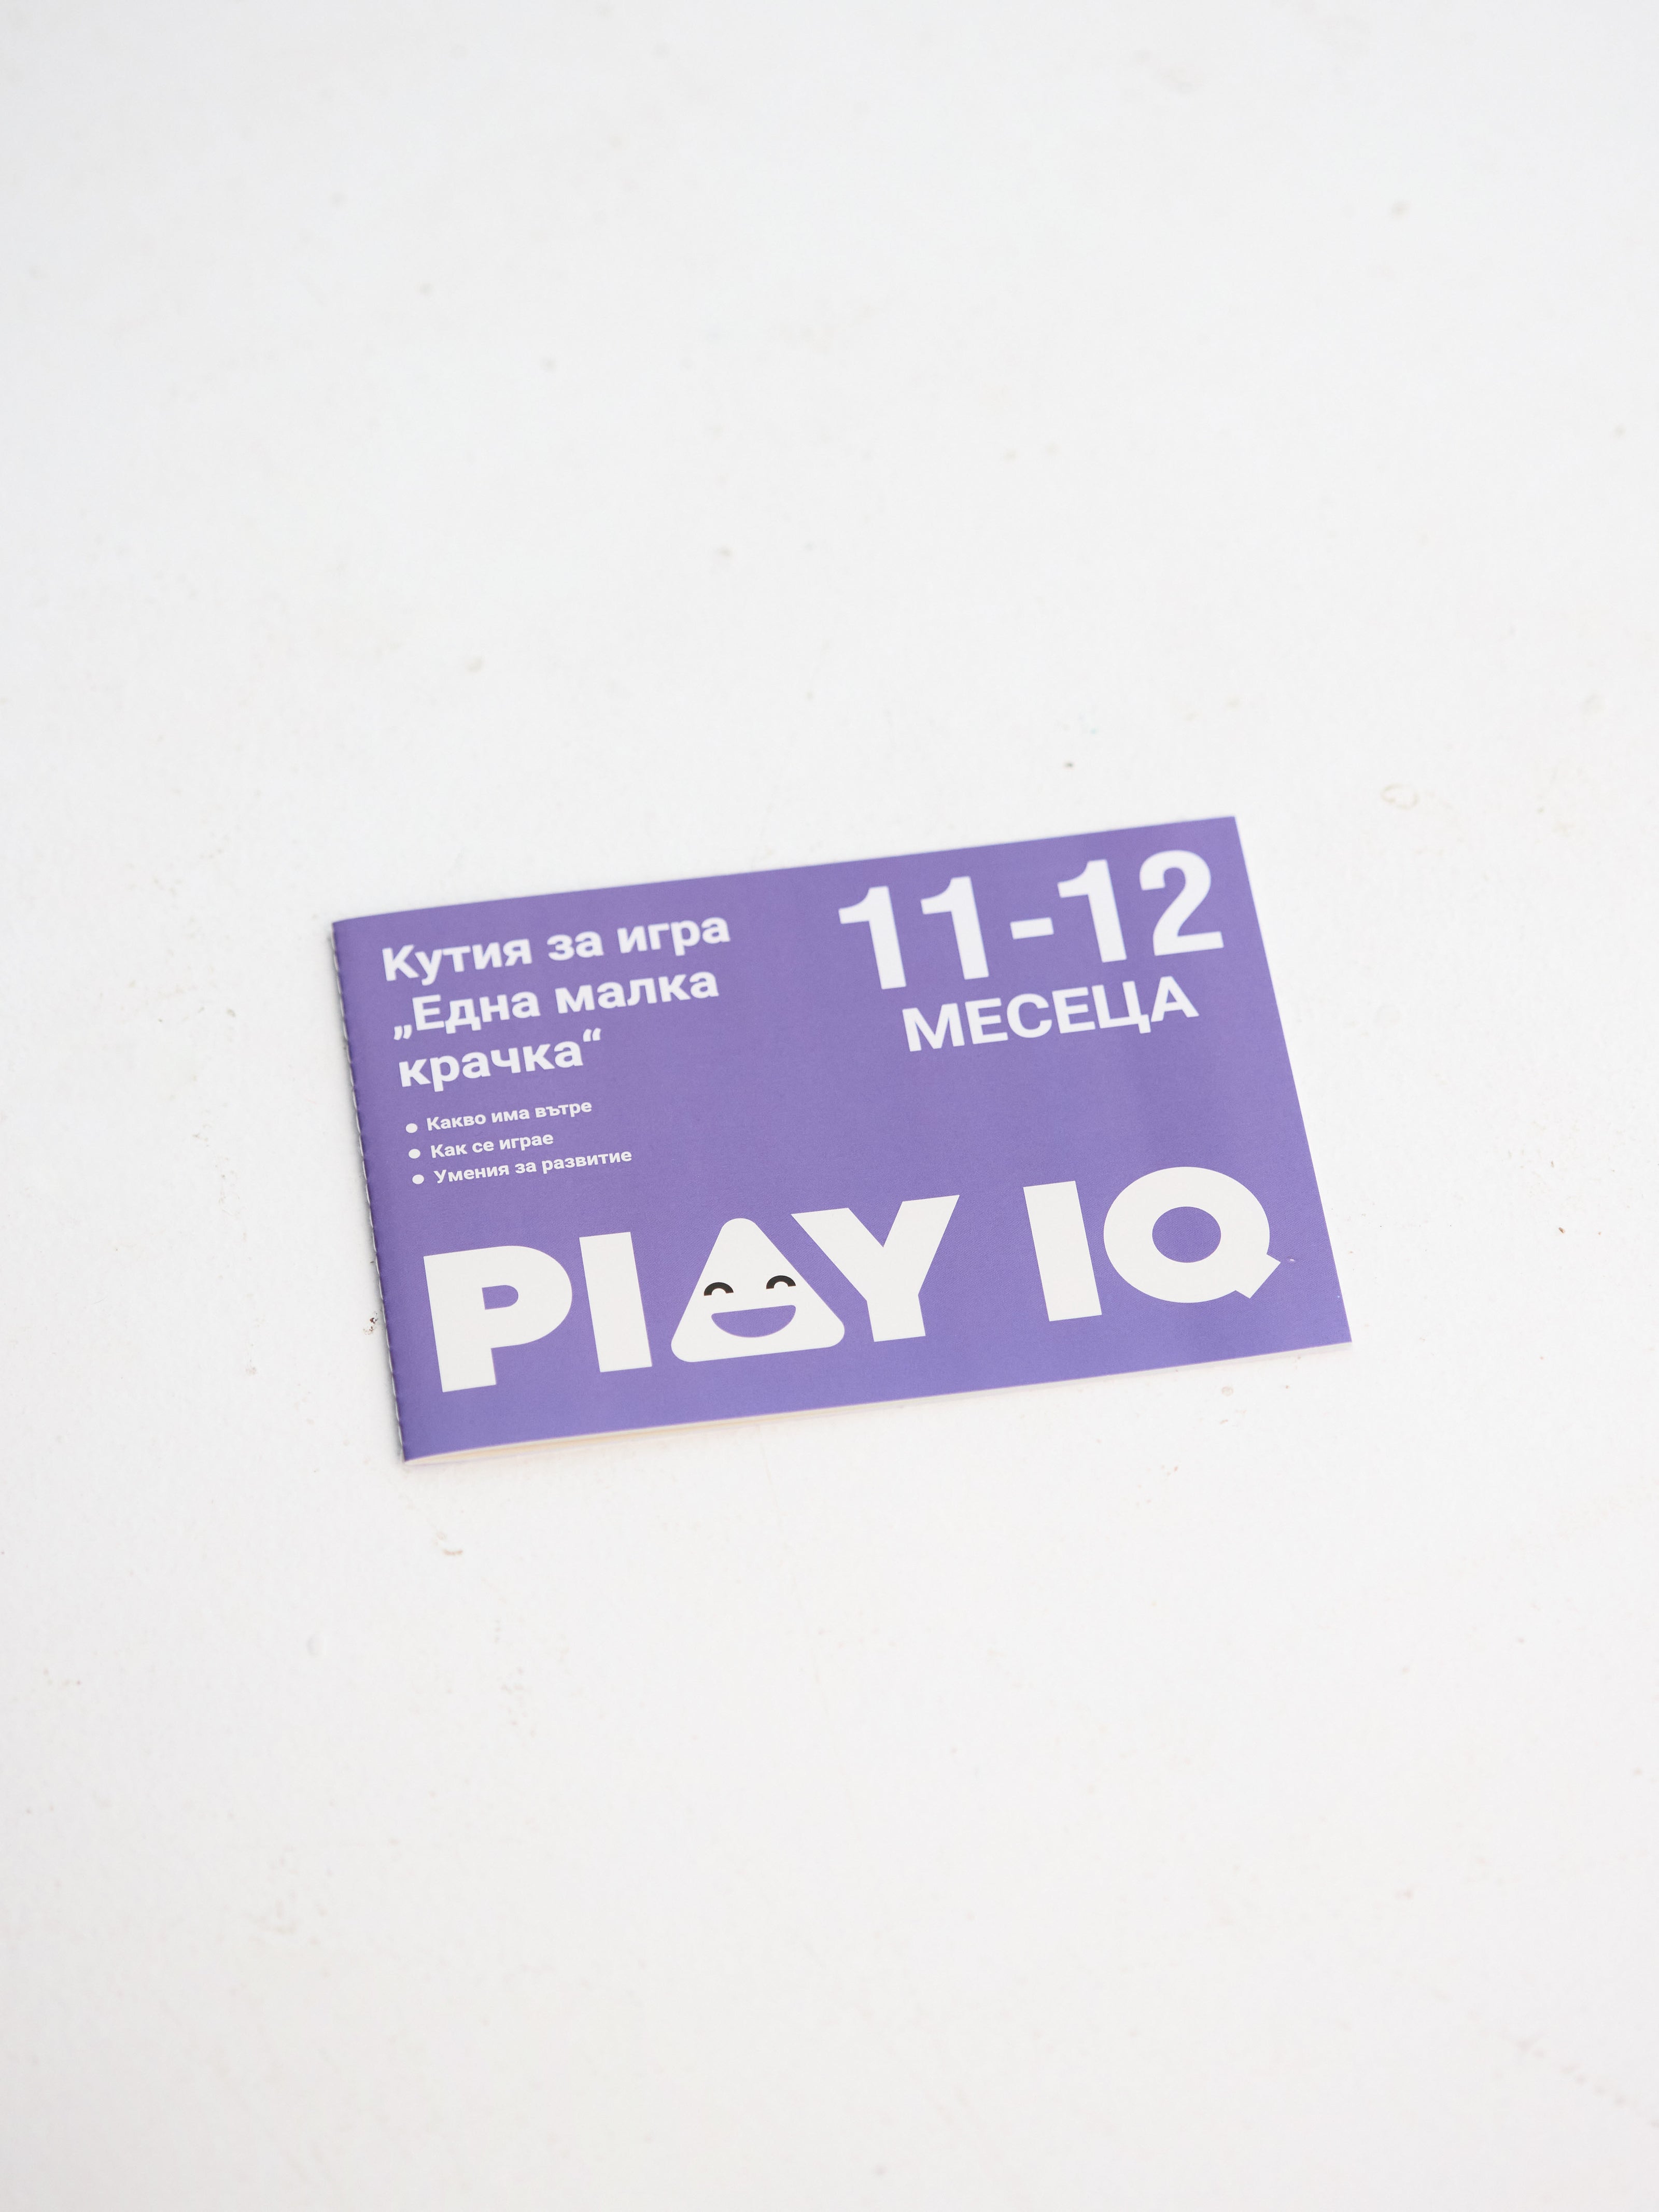 Кутия за игра
„Една малка
крачка“
11-12
МЕСЕЦА
• Какво има вътре
• Как се играе
• Умения за развитие
PlAY IQ